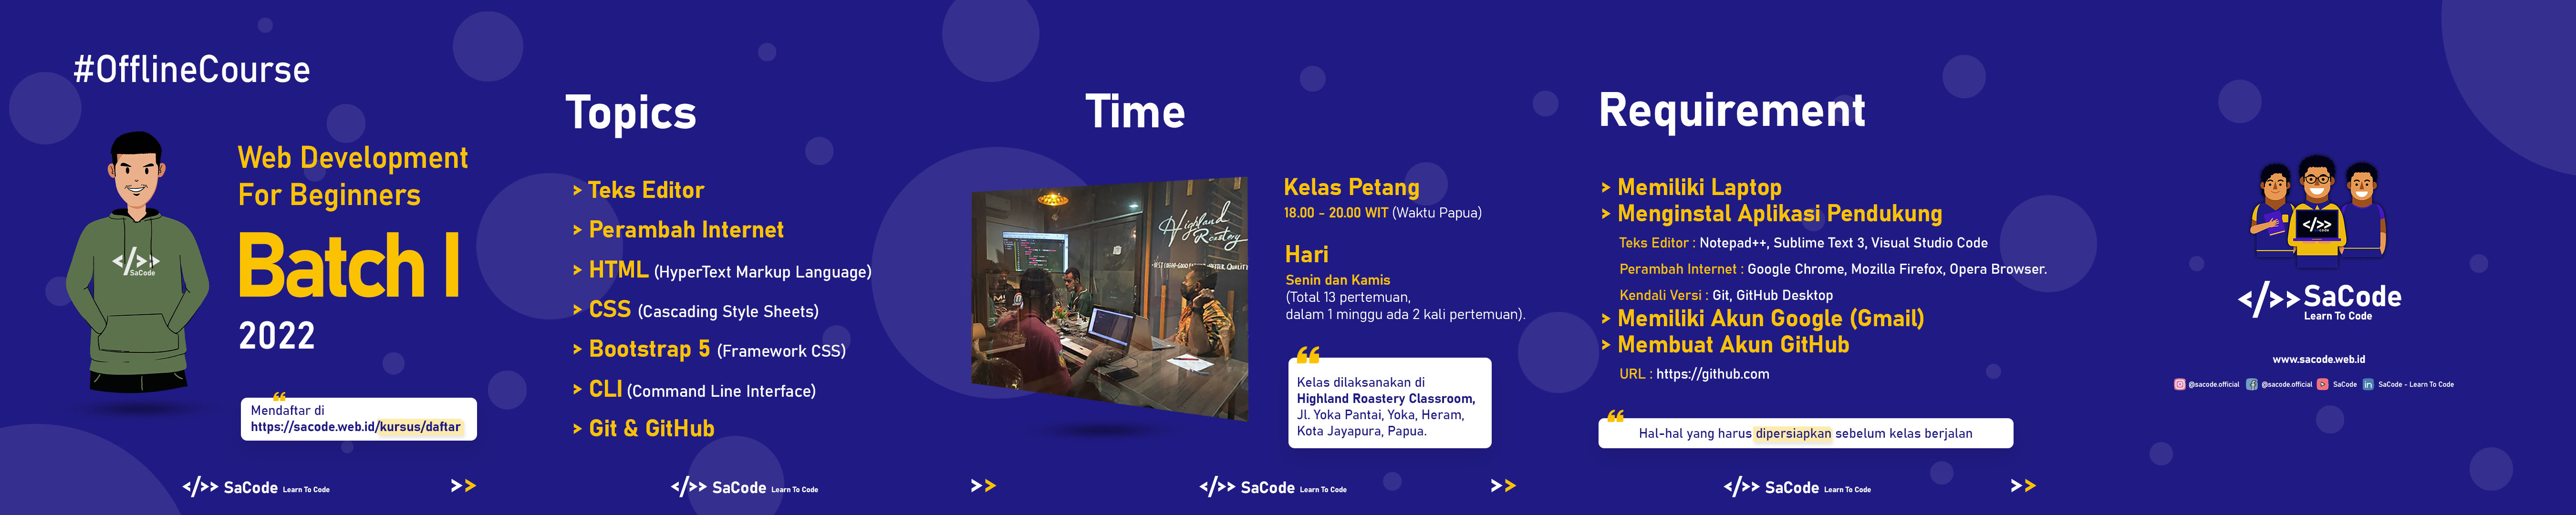 #OfflineCourse
Web Development
For Beginners
Batch I
2022
</>> SaCode
Mendaftar di
https://sacode.web.id/kursus/daftar
</>> SaCode Learn To Code
>>
Topics
> Teks Editor
> Perambah Internet
> HTML (HyperText Markup Language)
> CSS (Cascading Style Sheets)
> Bootstrap 5 (Framework CSS)
> CLI (Command Line Interface)
> Git & GitHub
</>> SaCode Learn To Code
>>
Time
Highland
Roastery
Kelas Petang
18.00 - 20.00 WIT (Waktu Papua)
Hari
Senin dan Kamis
(Total 13 pertemuan,
dalam 1 minggu ada 2 kali pertemuan).
Kelas dilaksanakan di
Highland Roastery Classroom,
Jl. Yoka Pantai, Yoka, Heram,
Kota Jayapura, Papua.
</>> SaCode Learn To Code
>>
Requirement
> Memiliki Laptop
> Menginstal Aplikasi Pendukung
Teks Editor : Notepad++, Sublime Text 3, Visual Studio Code
Perambah Internet : Google Chrome, Mozilla Firefox, Opera Browser.
Kendali Versi : Git, GitHub Desktop
> Memiliki Akun Google (Gmail)
> Membuat Akun GitHub
URL : https://github.com
Hal-hal yang harus dipersiapkan sebelum kelas berjalan
</>> SaCode Learn To Code
>>
</>>
</>> SaCode
Learn To Code
www.sacode.web.id
@sacode.official @sacode.official SaCode SaCode - Learn To Code